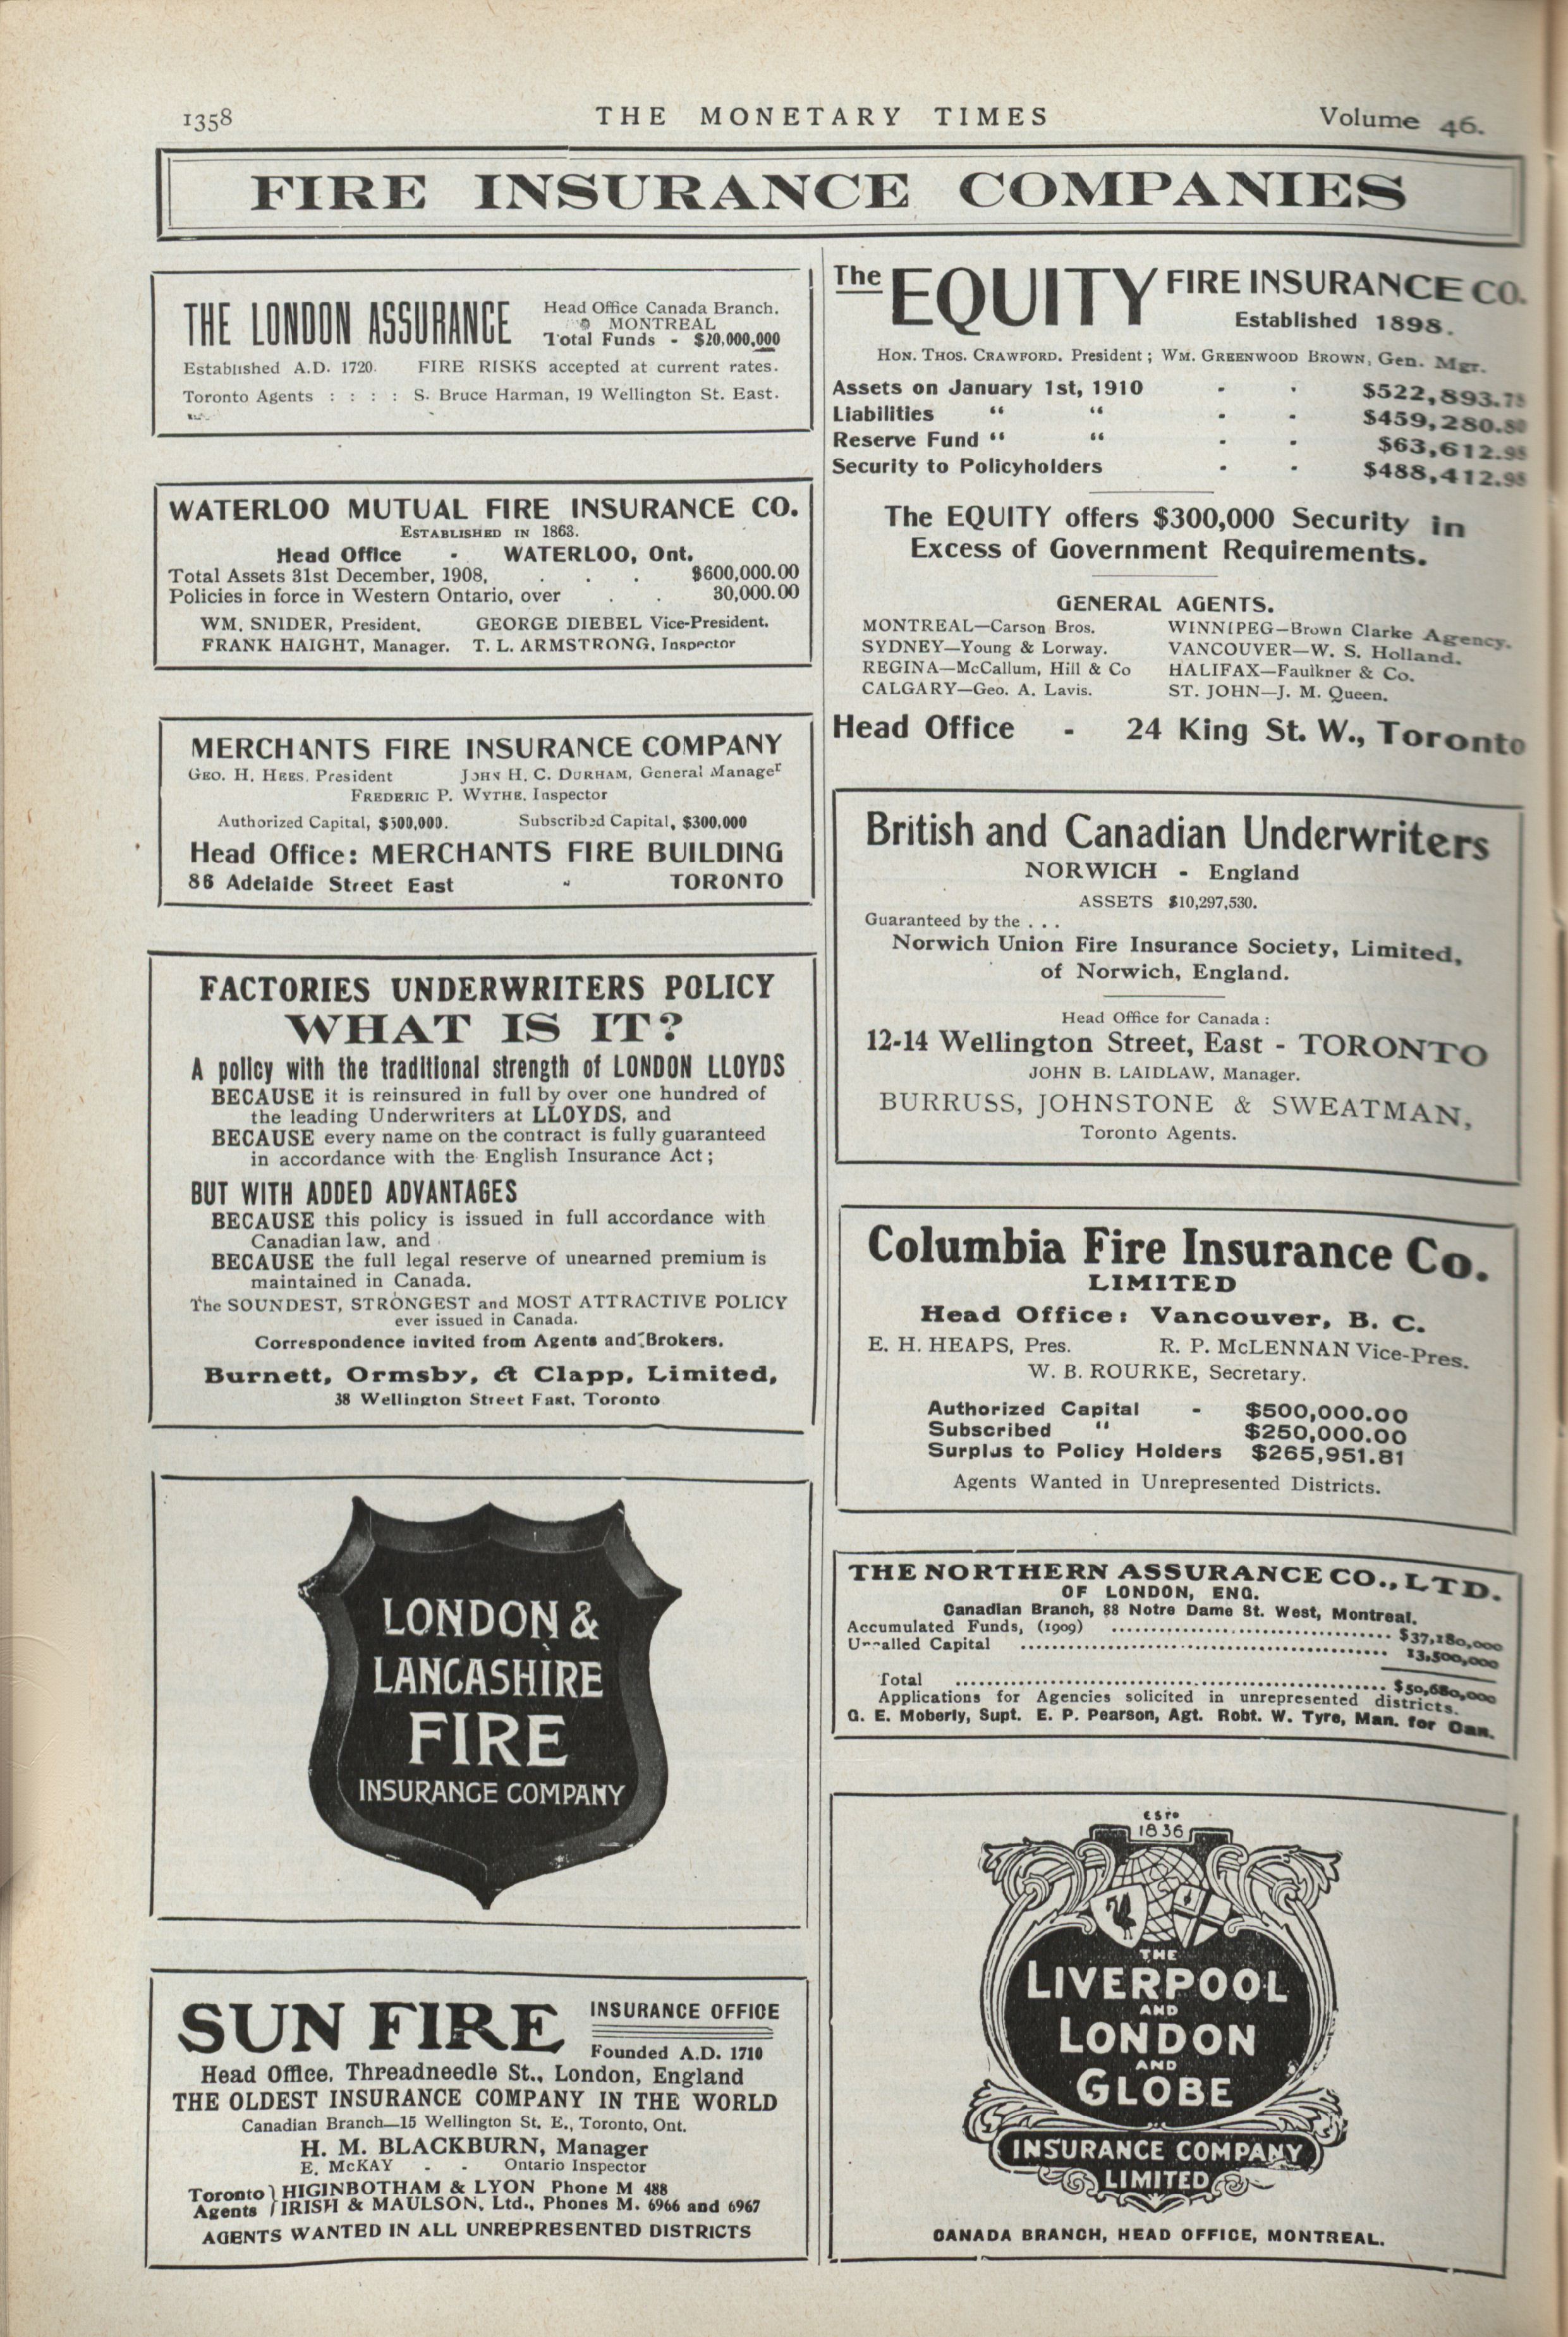 1358
THE MONETARY TIMES
Volume 46.
FIRE INSURANCE COMPANIES
THE LONDON ASSURANCE
Head Office Canada Branch.
MONTREAL
Total Funds - $20,000,000
Established A.D. 1720. FIRE RISKS accepted at current rates.
Toronto Agents : : : : S. Bruce Harman, 19 Wellington St. East.
WATERLOO MUTUAL FIRE INSURANCE CO.
ESTABLISHED IN 1863.
Head Office - WATERLOO, Ont.
Total Assets 31st December, 1908, . . . $600,000.00
Policies in force in Western Ontario, over . . 30,000.00
WM. SNIDER, President. GEORGE DIEBEL Vice-President.
FRANK HAIGHT, Manager. T. L. ARMSTRONG, Inspector
MERCHANTS FIRE INSURANCE COMPANY
GEO. H. HEES, President JOHN H. C. DURHAM, General Manager
FREDERIC P. WYTHE, Inspector
Authorized Capital, $500,000. Subscribed Capital, $300,000
Head Office: MERCHANTS FIRE BUILDING
86 Adelaide Street East - TORONTO
FACTORIES UNDERWRITERS POLICY
WHAT IS IT?
A policy with the traditional strength of LONDON LLOYDS
BECAUSE it is reinsured in full by over one hundred of
the leading Underwriters at LLOYDS, and
BECAUSE every name on the contract is fully guaranteed
in accordance with the English Insurance Act;
BUT WITH ADDED ADVANTAGES
BECAUSE this policy is issued in full accordance with
Canadian law, and
BECAUSE the full legal reserve of unearned premium is
maintained in Canada.
The SOUNDEST, STRONGEST and MOST ATTRACTIVE POLICY
ever issued in Canada.
Correspondence invited from Agents and Brokers.
Burnett, Ormsby, & Clapp, Limited,
38 Wellington Street East, Toronto
LONDON &
LANCASHIRE
FIRE
INSURANCE COMPANY
SUN FIRE
INSURANCE OFFICE
Founded A.D. 1710
Head Office, Threadneedle St., London, England
THE OLDEST INSURANCE COMPANY IN THE WORLD
Canadian Branch—15 Wellington St. E., Toronto, Ont.
H. M. BLACKBURN, Manager
E. McKAY - - Ontario Inspector
Toronto } HIGINBOTHAM & LYON Phone M 488
Agents } IRISH & MAULSON, Ltd., Phones M. 6966 and 6967
AGENTS WANTED IN ALL UNREPRESENTED DISTRICTS
The EQUITY FIRE INSURANCE CO.
Established 1898.
HON. THOS. CRAWFORD, President; WM. GREENWOOD BROWN, Gen. Mgr.
Assets on January 1st, 1910 - - $522,893.75
Liabilities “ “ - - $459,280.80
Reserve Fund “ “ - - $63,612.95
Security to Policyholders - - $488,412.95
The EQUITY offers $300,000 Security in
Excess of Government Requirements.
GENERAL AGENTS.
MONTREAL—Carson Bros. WINNIPEG—Brown Clarke Agency.
SYDNEY—Young & Lorway. VANCOUVER—W. S. Holland.
REGINA—McCallum, Hill & Co HALIFAX—Faulkner & Co.
CALGARY—Geo. A. Lavis. ST. JOHN—J. M. Queen.
Head Office - 24 King St. W., Toronto
British and Canadian Underwriters
NORWICH - England
ASSETS $10,297,530.
Guaranteed by the . . .
Norwich Union Fire Insurance Society, Limited,
of Norwich, England.
Head Office for Canada:
12-14 Wellington Street, East - TORONTO
JOHN B. LAIDLAW, Manager.
BURRUSS, JOHNSTONE & SWEATMAN,
Toronto Agents.
Columbia Fire Insurance Co.
LIMITED
Head Office: Vancouver, B. C.
E. H. HEAPS, Pres. R. P. McLENNAN Vice-Pres.
W. B. ROURKE, Secretary.
Authorized Capital - $500,000.00
Subscribed “ $250,000.00
Surplus to Policy Holders $265,951.81
Agents Wanted in Unrepresented Districts.
THE NORTHERN ASSURANCE CO., LTD.
OF LONDON, ENG.
Canadian Branch, 88 Notre Dame St. West, Montreal.
Accumulated Funds, (1909) ........ $37,180,000
Uncalled Capital ........ 13,500,000
Total ........ $50,680,000
Applications for Agencies solicited in unrepresented districts.
G. E. Moberly, Supt. E. P. Pearson, Agt. Robt. W. Tyre, Man. for Can.
ESTD
1836
THE
LIVERPOOL
AND
LONDON
AND
GLOBE
INSURANCE COMPANY
LIMITED
CANADA BRANCH, HEAD OFFICE, MONTREAL.